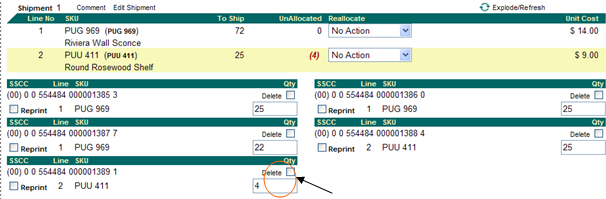 Shipment 1 Comment Edit Shipment Explode/Refresh
Line No SKU To Ship UnAllocated Reallocate Unit Cost
1 PUG 969 (PUG 969) 72 0 No Action $ 14.00
Riviera Wall Sconce
2 PUU 411 (PUU 411) 25 (4) No Action $ 9.00
Round Rosewood Shelf
SSCC Line SKU Qty SSCC Line SKU Qty
(00) 0 0 554484 000001385 3 Delete (00) 0 0 554484 000001386 0 Delete
Reprint 1 PUG 969 25 Reprint 1 PUG 969 25
SSCC Line SKU Qty SSCC Line SKU Qty
(00) 0 0 554484 000001387 7 Delete (00) 0 0 554484 000001388 4 Delete
Reprint 1 PUG 969 22 Reprint 2 PUU 411 25
SSCC Line SKU Qty
(00) 0 0 554484 000001389 1 Delete
Reprint 2 PUU 411 4